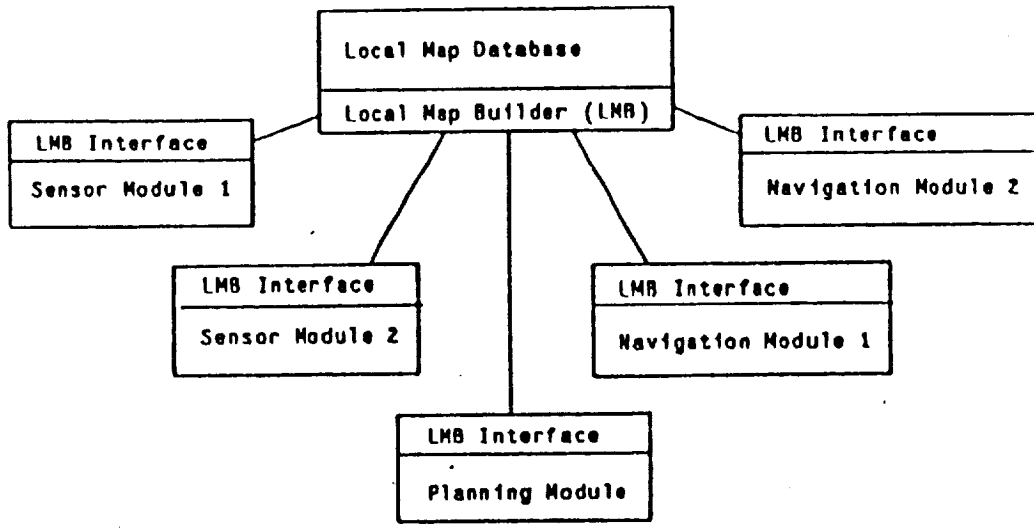 Local Map Database
Local Map Builder (LMB)
LMB Interface
Sensor Module 1
LMB Interface
Navigation Module 2
LMB Interface
Sensor Module 2
LMB Interface
Navigation Module 1
LMB Interface
Planning Module